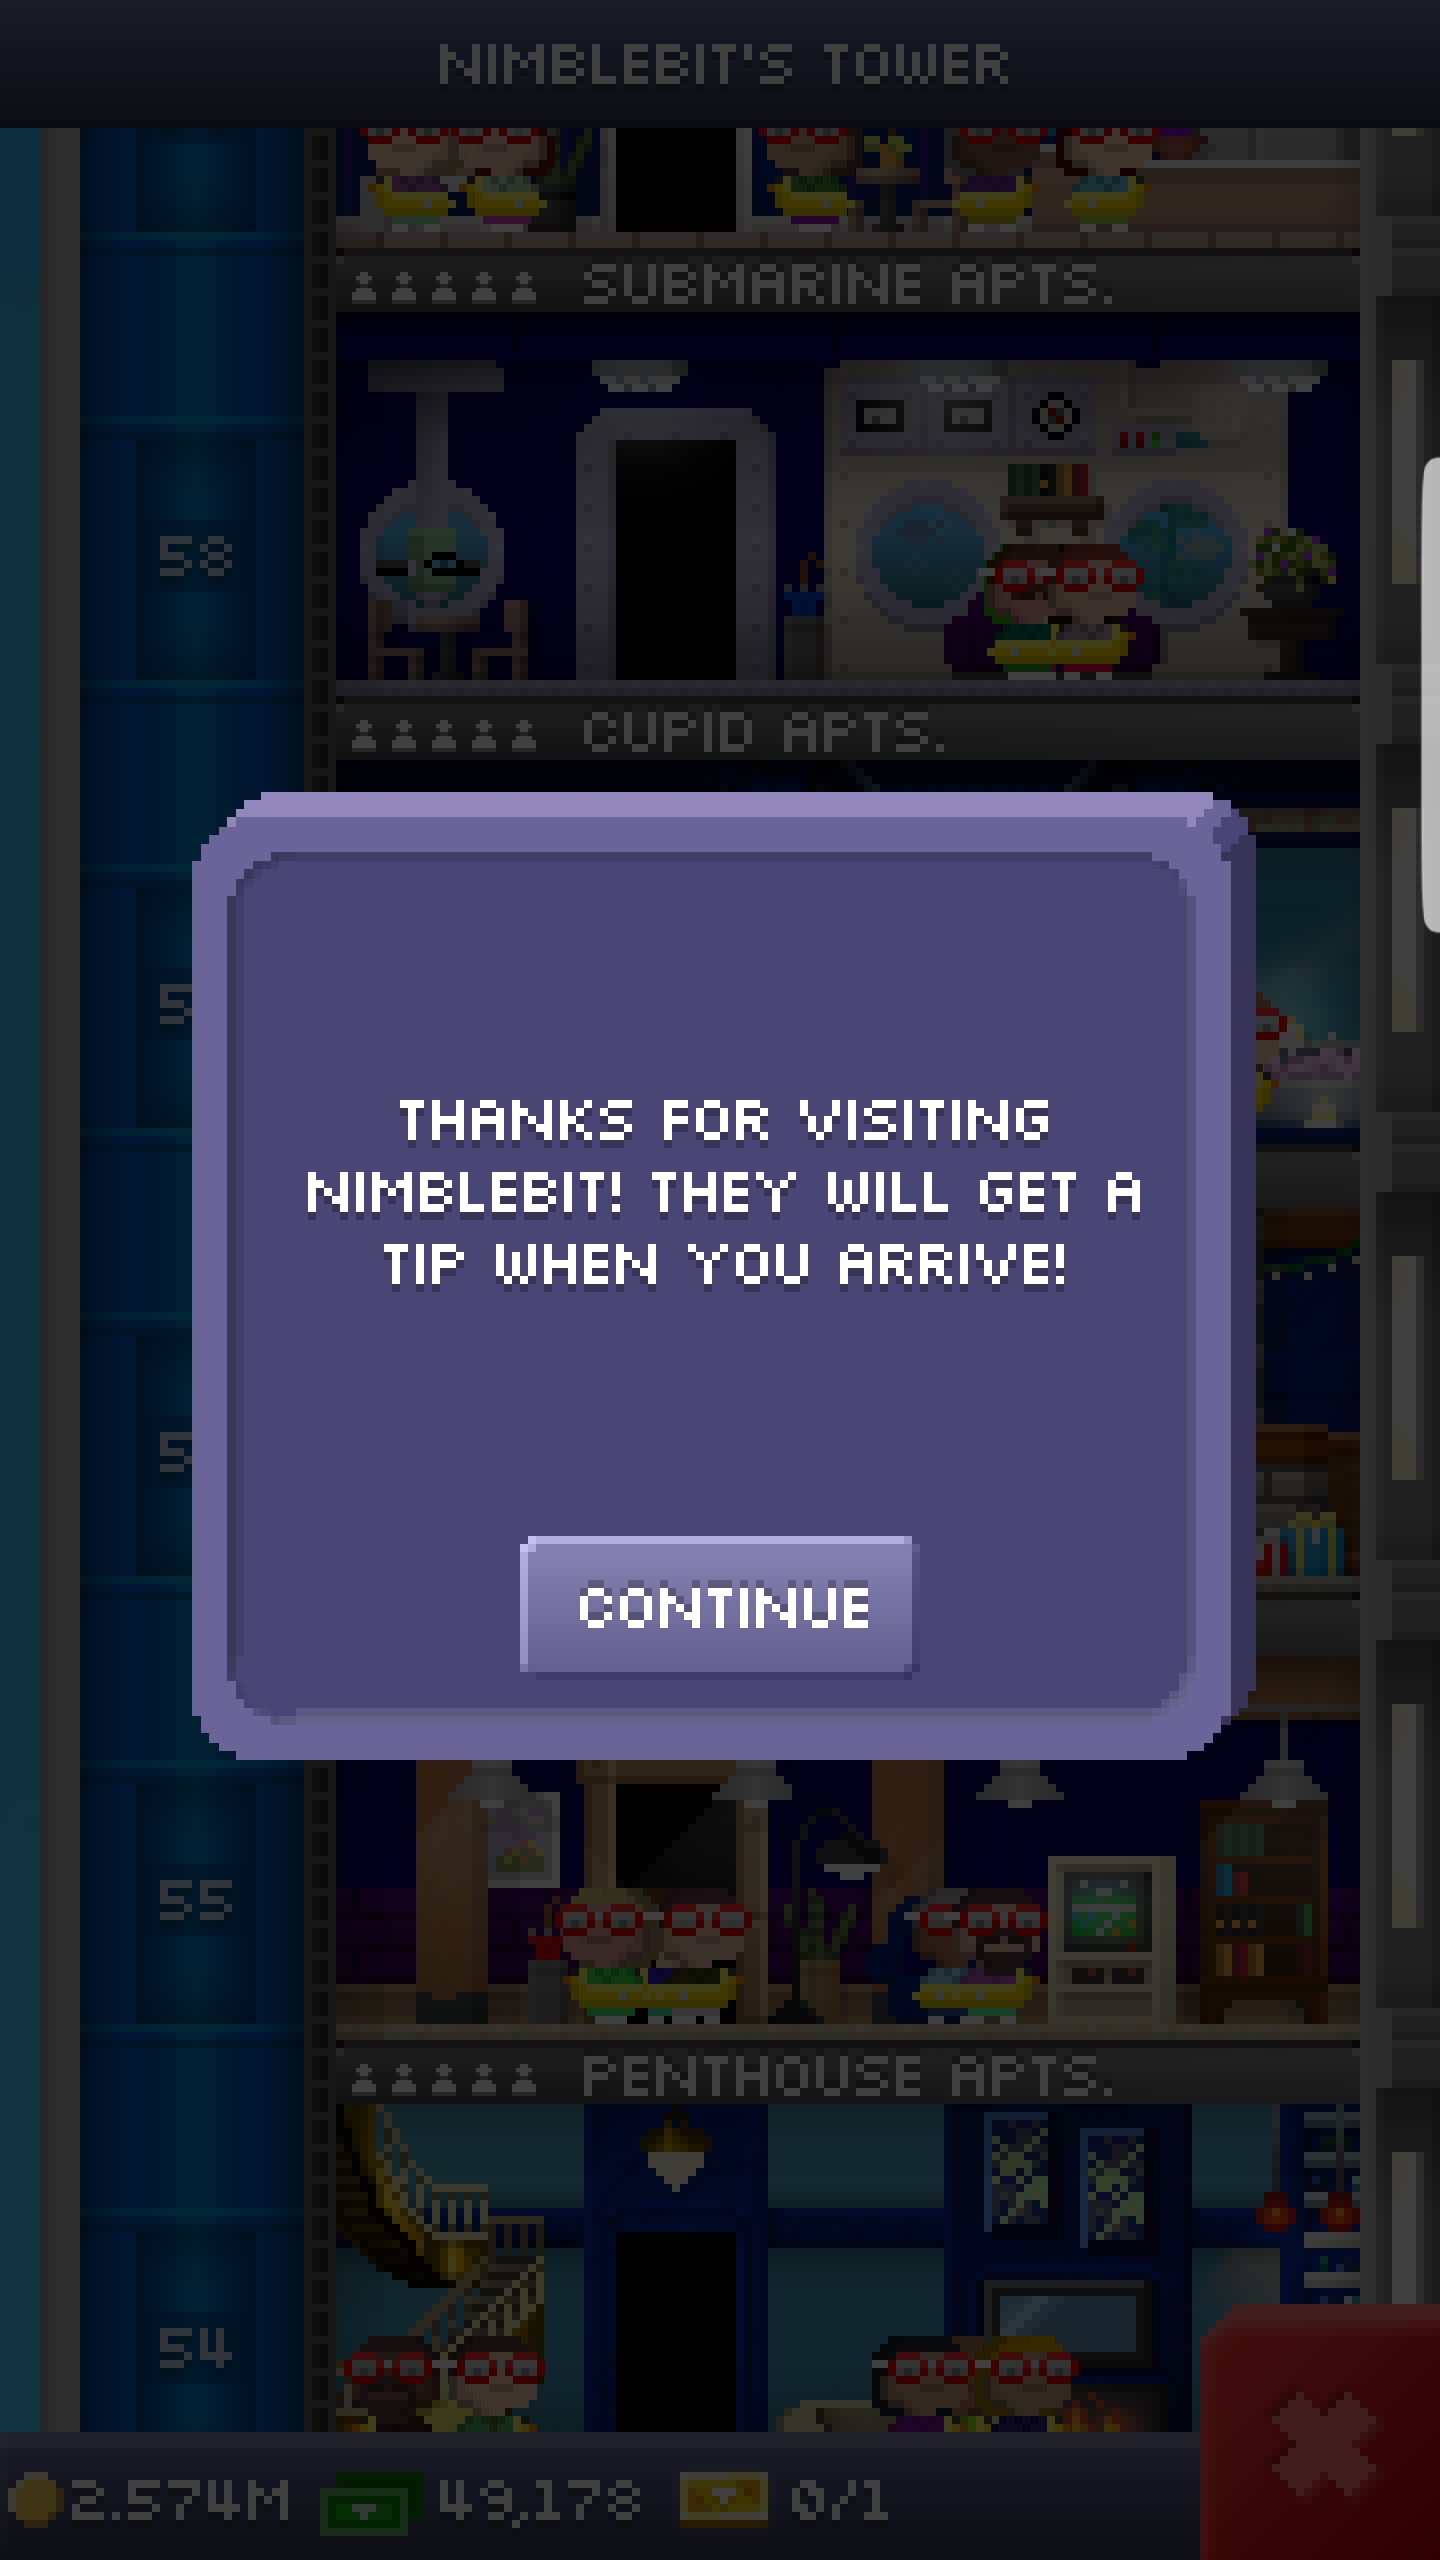 NIMBLEBIT'S TOWER
SUBMARINE APTS.
58
CUPID APTS.
THANKS FOR VISITING
NIMBLEBIT! THEY WILL GET A
TIP WHEN YOU ARRIVE!
CONTINUE
55
PENTHOUSE APTS.
54
2.574M 49,178 0/1